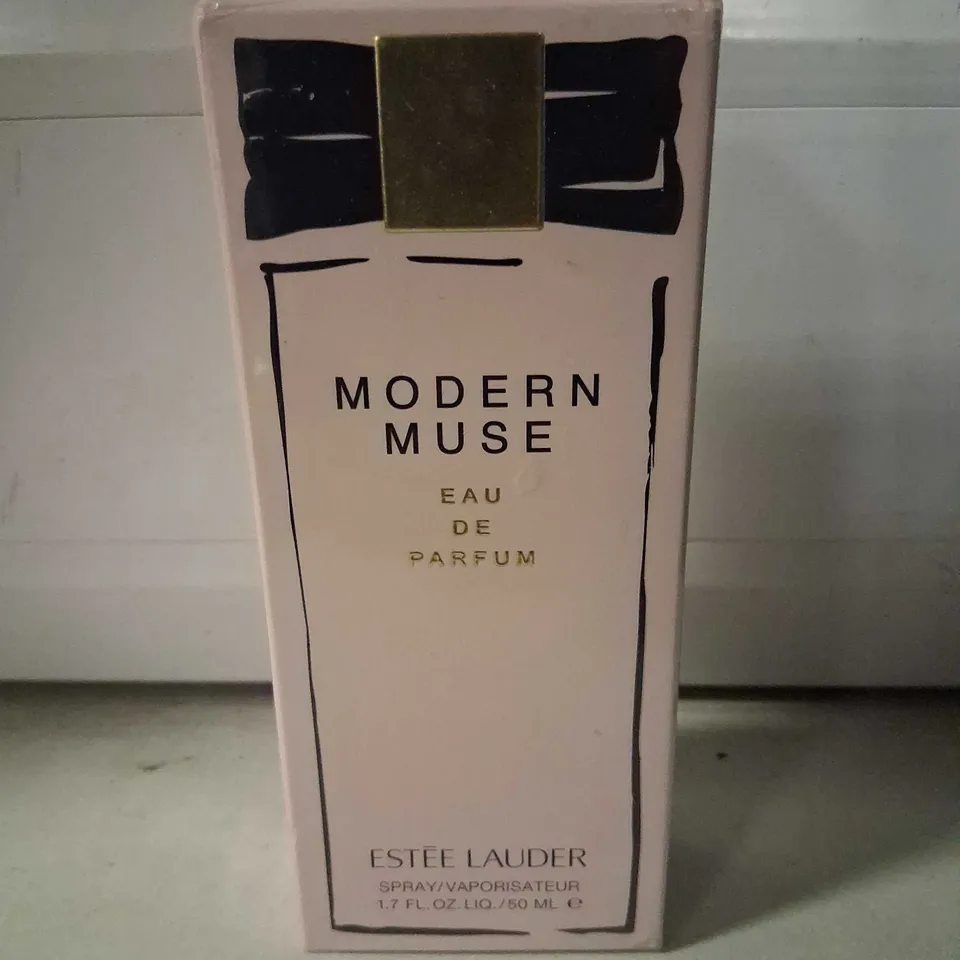 MODERN
MUSE
EAU
DE
PARFUM
ESTĒE LAUDER
SPRAY/VAPORISATEUR
1.7 FL.OZ.LIQ./50 ML ℮